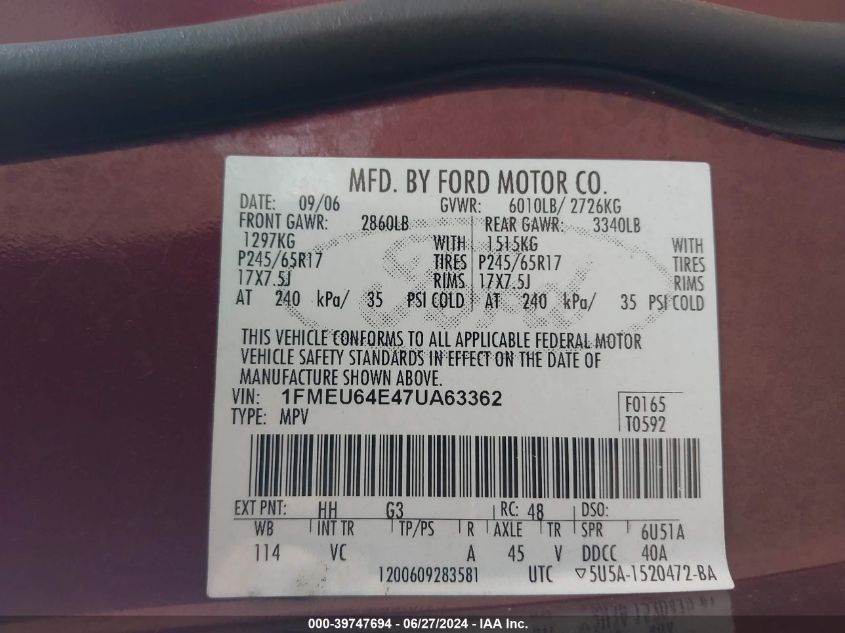 MFD. BY FORD MOTOR CO.
DATE: 09/06 GVWR: 6010LB/ 2726KG
FRONT GAWR: 2860LB REAR GAWR: 3340LB
1297KG WITH 1515KG WITH
P245/65R17 TIRES P245/65R17 TIRES
17X7.5J RIMS 17X7.5J RIMS
AT 240 kPa/ 35 PSI COLD AT 240 kPa/ 35 PSI COLD
Ford
THIS VEHICLE CONFORMS TO ALL APPLICABLE FEDERAL MOTOR
VEHICLE SAFETY STANDARDS IN EFFECT ON THE DATE OF
MANUFACTURE SHOWN ABOVE.
VIN: 1FMEU64E47UA63362 F0165
TYPE: MPV T0592
EXT PNT: HH G3 RC: 48 DSO:
WB INT TR TP/PS R AXLE TR SPR 6U51A
114 VC A 45 V DDCC 40A
1200609283581 UTC ▽5U5A-1520472-BA
000-39747694 - 06/27/2024 - IAA Inc.